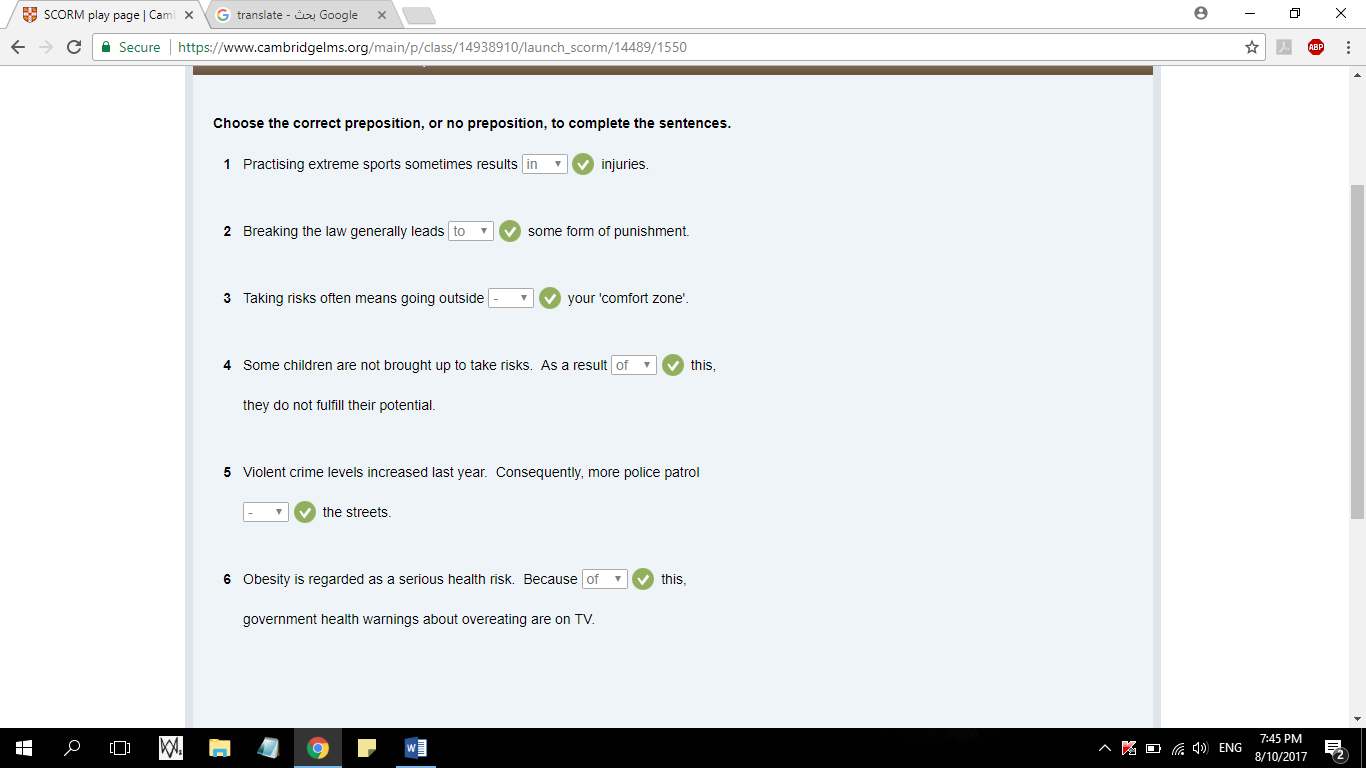 SCORM play page | Cam
translate - بحث Google
Secure | https://www.cambridgelms.org/main/p/class/14938910/launch_scorm/14489/1550
ABP
Choose the correct preposition, or no preposition, to complete the sentences.
1 Practising extreme sports sometimes results in injuries.
2 Breaking the law generally leads to some form of punishment.
3 Taking risks often means going outside - your 'comfort zone'.
4 Some children are not brought up to take risks. As a result of this,
they do not fulfill their potential.
5 Violent crime levels increased last year. Consequently, more police patrol
- the streets.
6 Obesity is regarded as a serious health risk. Because of this,
government health warnings about overeating are on TV.
ENG
7:45 PM
8/10/2017
2